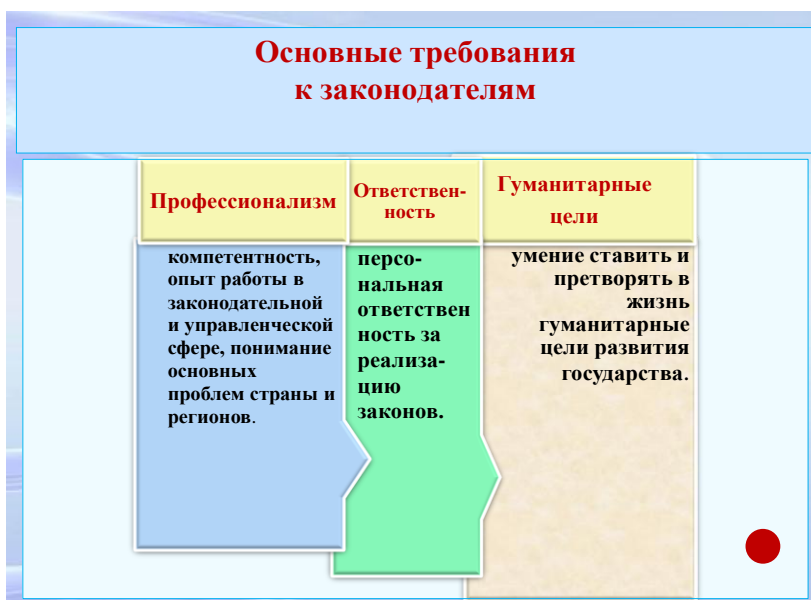 Основные требования
к законодателям
Профессионализм
компетентность,
опыт работы в
законодательной
и управленческой
сфере, понимание
основных
проблем страны и
регионов.
Ответствен-
ность
персо-
нальная
ответствен
ность за
реализа-
цию
законов.
Гуманитарные
цели
умение ставить и
претворять в
жизнь
гуманитарные
цели развития
государства.